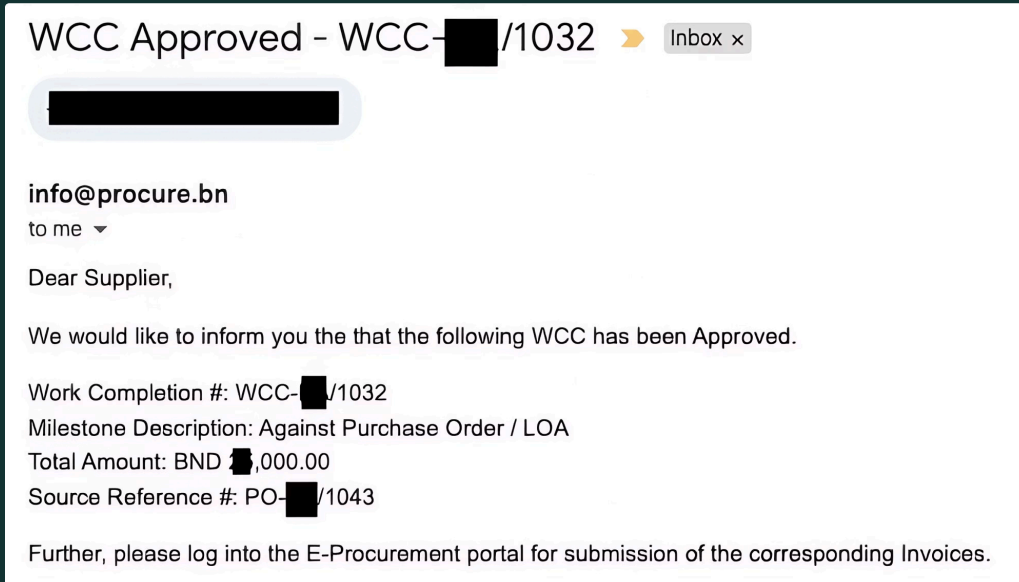 WCC Approved - WCC- /1032 Inbox ×
info@procure.bn
to me
Dear Supplier,
We would like to inform you the that the following WCC has been Approved.
Work Completion #: WCC- /1032
Milestone Description: Against Purchase Order / LOA
Total Amount: BND ,000.00
Source Reference #: PO- /1043
Further, please log into the E-Procurement portal for submission of the corresponding Invoices.